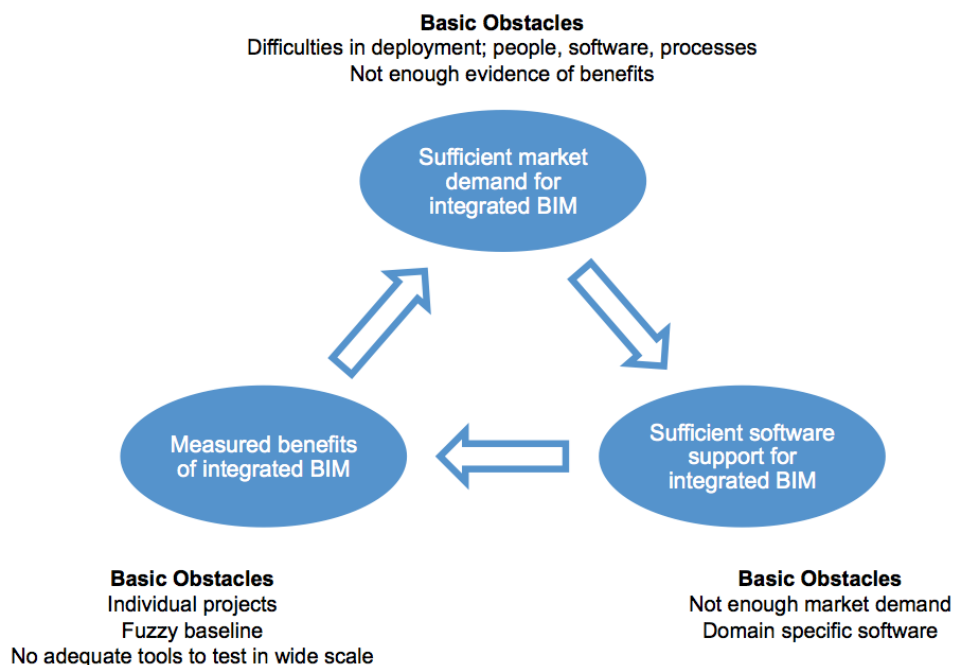 Basic Obstacles
Difficulties in deployment; people, software, processes
Not enough evidence of benefits
Sufficient market
demand for
integrated BIM
Measured benefits
of integrated BIM
Sufficient software
support for
integrated BIM
Basic Obstacles
Individual projects
Fuzzy baseline
No adequate tools to test in wide scale
Basic Obstacles
Not enough market demand
Domain specific software